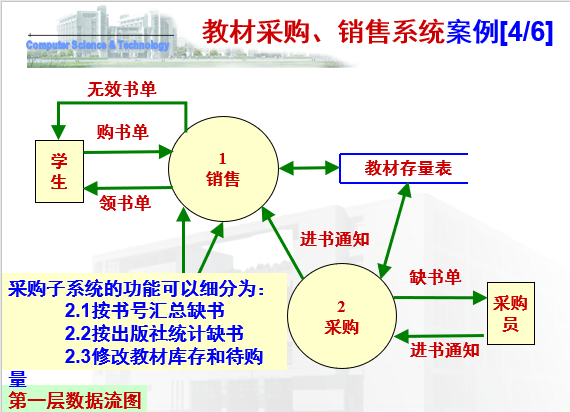 教材采购、销售系统案例[4/6]
Computer Science & Technology
无效书单
购书单
学
生
领书单
1
销售
教材存量表
进书通知
缺书单
2
采购
采购
员
进书通知
采购子系统的功能可以细分为：
2.1按书号汇总缺书
2.2按出版社统计缺书
2.3修改教材库存和待购
量
第一层数据流图